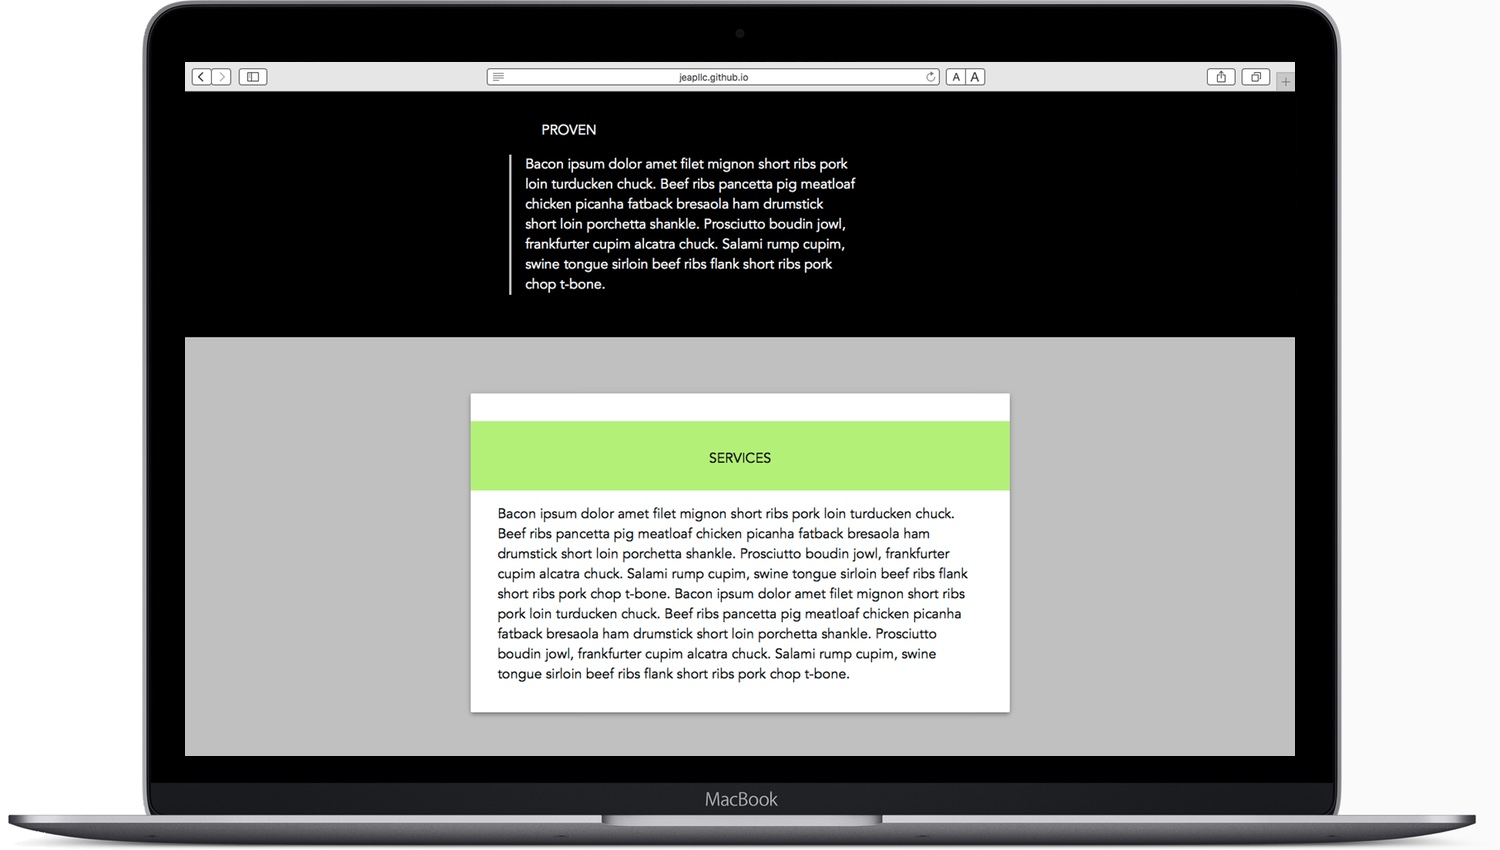 jeapllc.github.io
A A
PROVEN
Bacon ipsum dolor amet filet mignon short ribs pork
loin turducken chuck. Beef ribs pancetta pig meatloaf
chicken picanha fatback bresaola ham drumstick
short loin porchetta shankle. Prosciutto boudin jowl,
frankfurter cupim alcatra chuck. Salami rump cupim,
swine tongue sirloin beef ribs flank short ribs pork
chop t-bone.
SERVICES
Bacon ipsum dolor amet filet mignon short ribs pork loin turducken chuck.
Beef ribs pancetta pig meatloaf chicken picanha fatback bresaola ham
drumstick short loin porchetta shankle. Prosciutto boudin jowl, frankfurter
cupim alcatra chuck. Salami rump cupim, swine tongue sirloin beef ribs flank
short ribs pork chop t-bone. Bacon ipsum dolor amet filet mignon short ribs
pork loin turducken chuck. Beef ribs pancetta pig meatloaf chicken picanha
fatback bresaola ham drumstick short loin porchetta shankle. Prosciutto
boudin jowl, frankfurter cupim alcatra chuck. Salami rump cupim, swine
tongue sirloin beef ribs flank short ribs pork chop t-bone.
MacBook